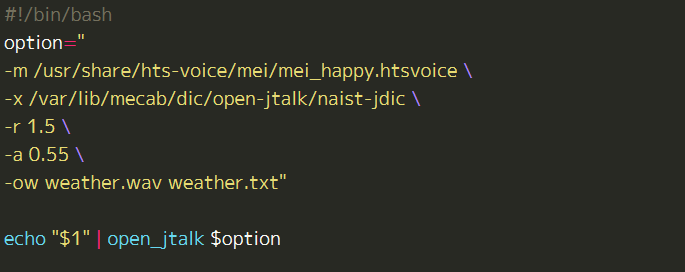 #!/bin/bash
option="
-m /usr/share/hts-voice/mei/mei_happy.htsvoice \
-x /var/lib/mecab/dic/open-jtalk/naist-jdic \
-r 1.5 \
-a 0.55 \
-ow weather.wav weather.txt"
echo "$1" | open_jtalk $option